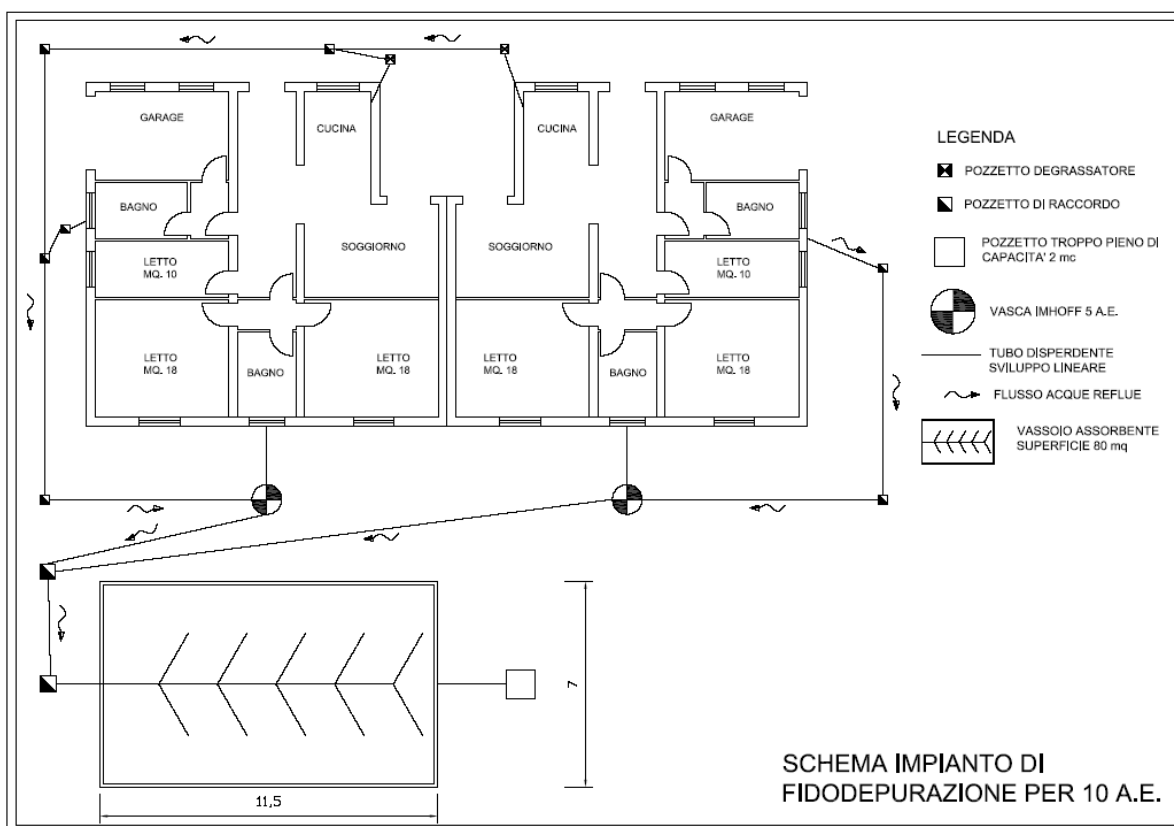 GARAGE
CUCINA
CUCINA
GARAGE
BAGNO
BAGNO
SOGGIORNO
SOGGIORNO
LETTO
MQ. 10
LETTO
MQ. 10
LETTO
MQ. 18
BAGNO
LETTO
MQ. 18
LETTO
MQ. 18
BAGNO
LETTO
MQ. 18
LEGENDA
POZZETTO DEGRASSATORE
POZZETTO DI RACCORDO
POZZETTO TROPPO PIENO DI
CAPACITA' 2 mc
VASCA IMHOFF 5 A.E.
TUBO DISPERDENTE
SVILUPPO LINEARE
FLUSSO ACQUE REFLUE
VASSOIO ASSORBENTE
SUPERFICIE 80 mq
7
11,5
SCHEMA IMPIANTO DI
FIDODEPURAZIONE PER 10 A.E.